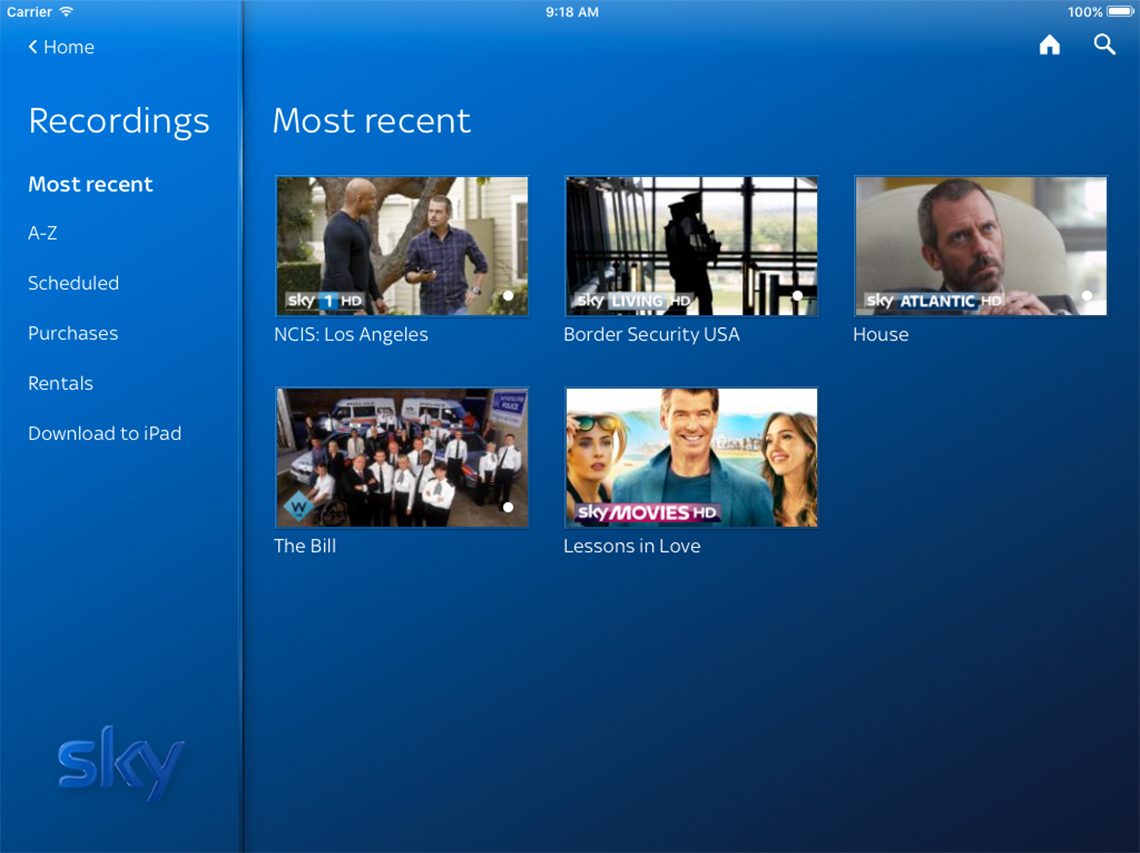 Carrier 9:18 AM 100%
Home
Recordings
Most recent
A-Z
Scheduled
Purchases
Rentals
Download to iPad
sky
Most recent
sky 1 HD
sky LIVING HD
sky ATLANTIC HD
NCIS: Los Angeles
Border Security USA
House
POLICE
W
sky MOVIES HD
The Bill
Lessons in Love